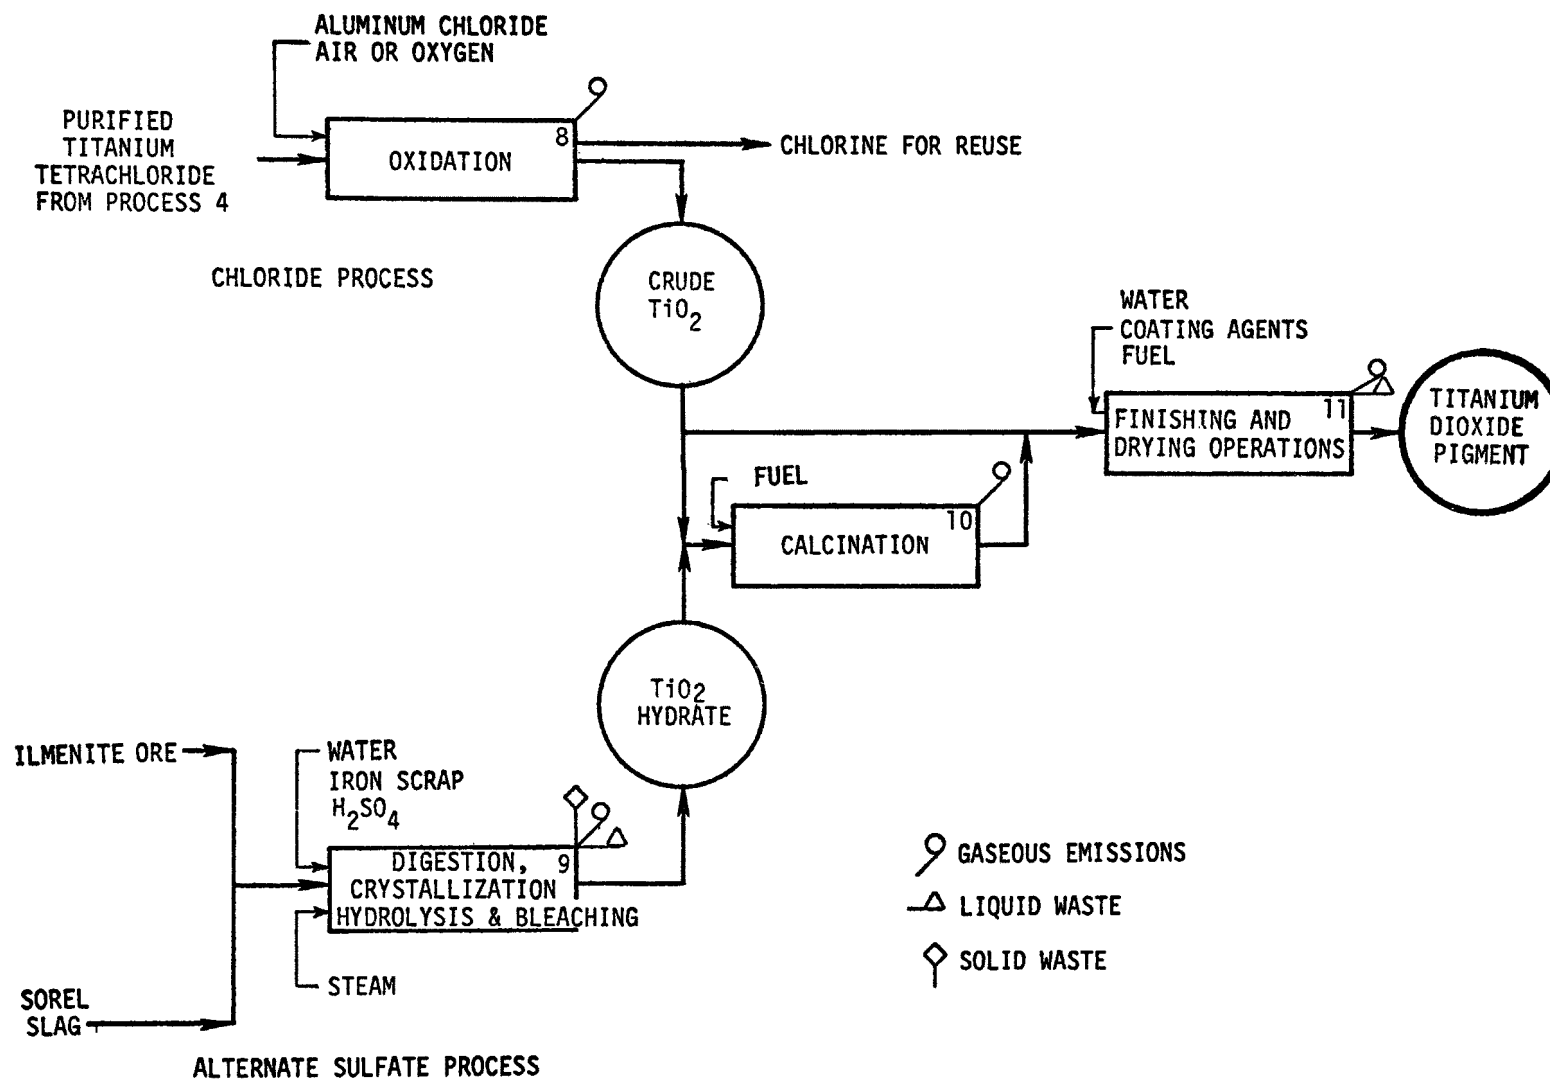 ALUMINUM CHLORIDE
AIR OR OXYGEN
PURIFIED
TITANIUM
TETRACHLORIDE
FROM PROCESS 4
8
OXIDATION
CHLORINE FOR REUSE
CHLORIDE PROCESS
CRUDE
TiO2
WATER
COATING AGENTS
FUEL
11
FINISHING AND
DRYING OPERATIONS
TITANIUM
DIOXIDE
PIGMENT
FUEL
10
CALCINATION
TiO2
HYDRATE
ILMENITE ORE
WATER
IRON SCRAP
H2SO4
DIGESTION, 9
CRYSTALLIZATION
HYDROLYSIS & BLEACHING
STEAM
SOREL
SLAG
ALTERNATE SULFATE PROCESS
GASEOUS EMISSIONS
LIQUID WASTE
SOLID WASTE